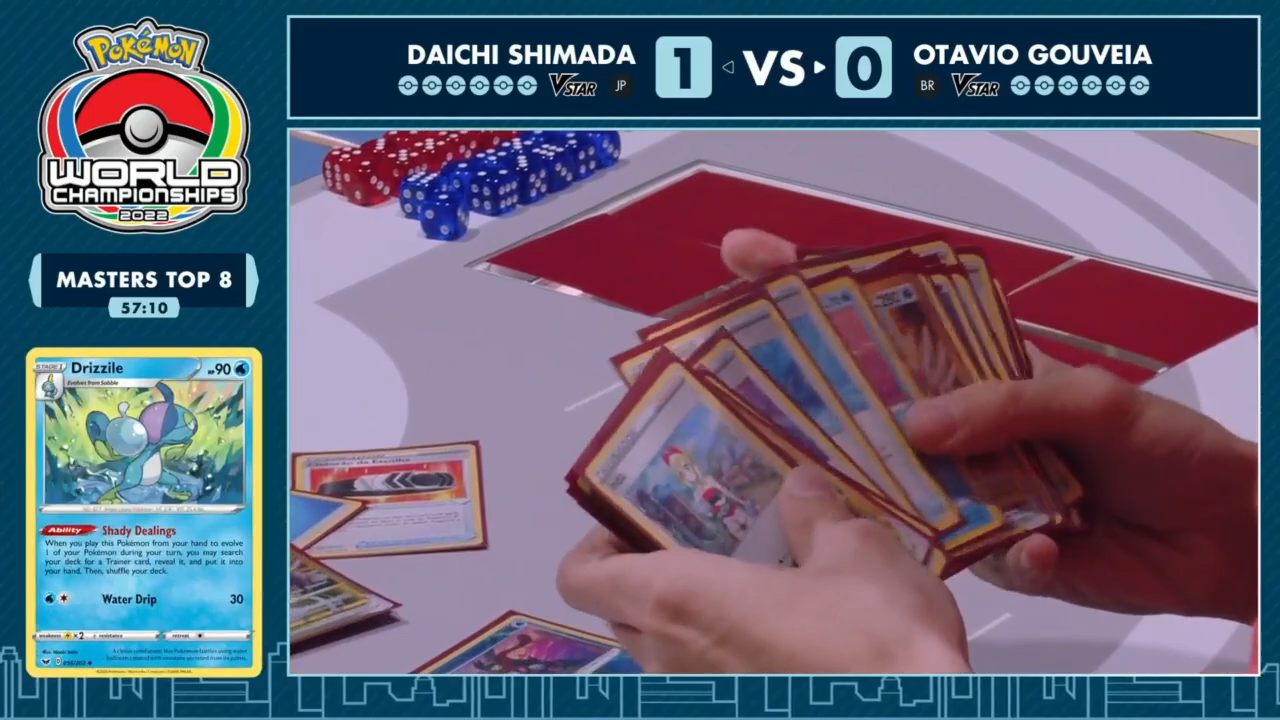 Pokémon
WORLD
CHAMPIONSHIPS
2022
DAICHI SHIMADA
VSTAR
JP
1
VS
0
OTAVIO GOUVEIA
BR
VSTAR
MASTERS TOP 8
57:10
STAGE 1
Drizzile
HP 90
Evolves from Sobble
Ability
Shady Dealings
When you play this Pokémon from your hand to evolve
1 of your Pokémon during your turn, you may search
your deck for a Trainer card, reveal it, and put it into
your hand. Then, shuffle your deck.
Water Drip
30
weakness
×2
resistance
retreat